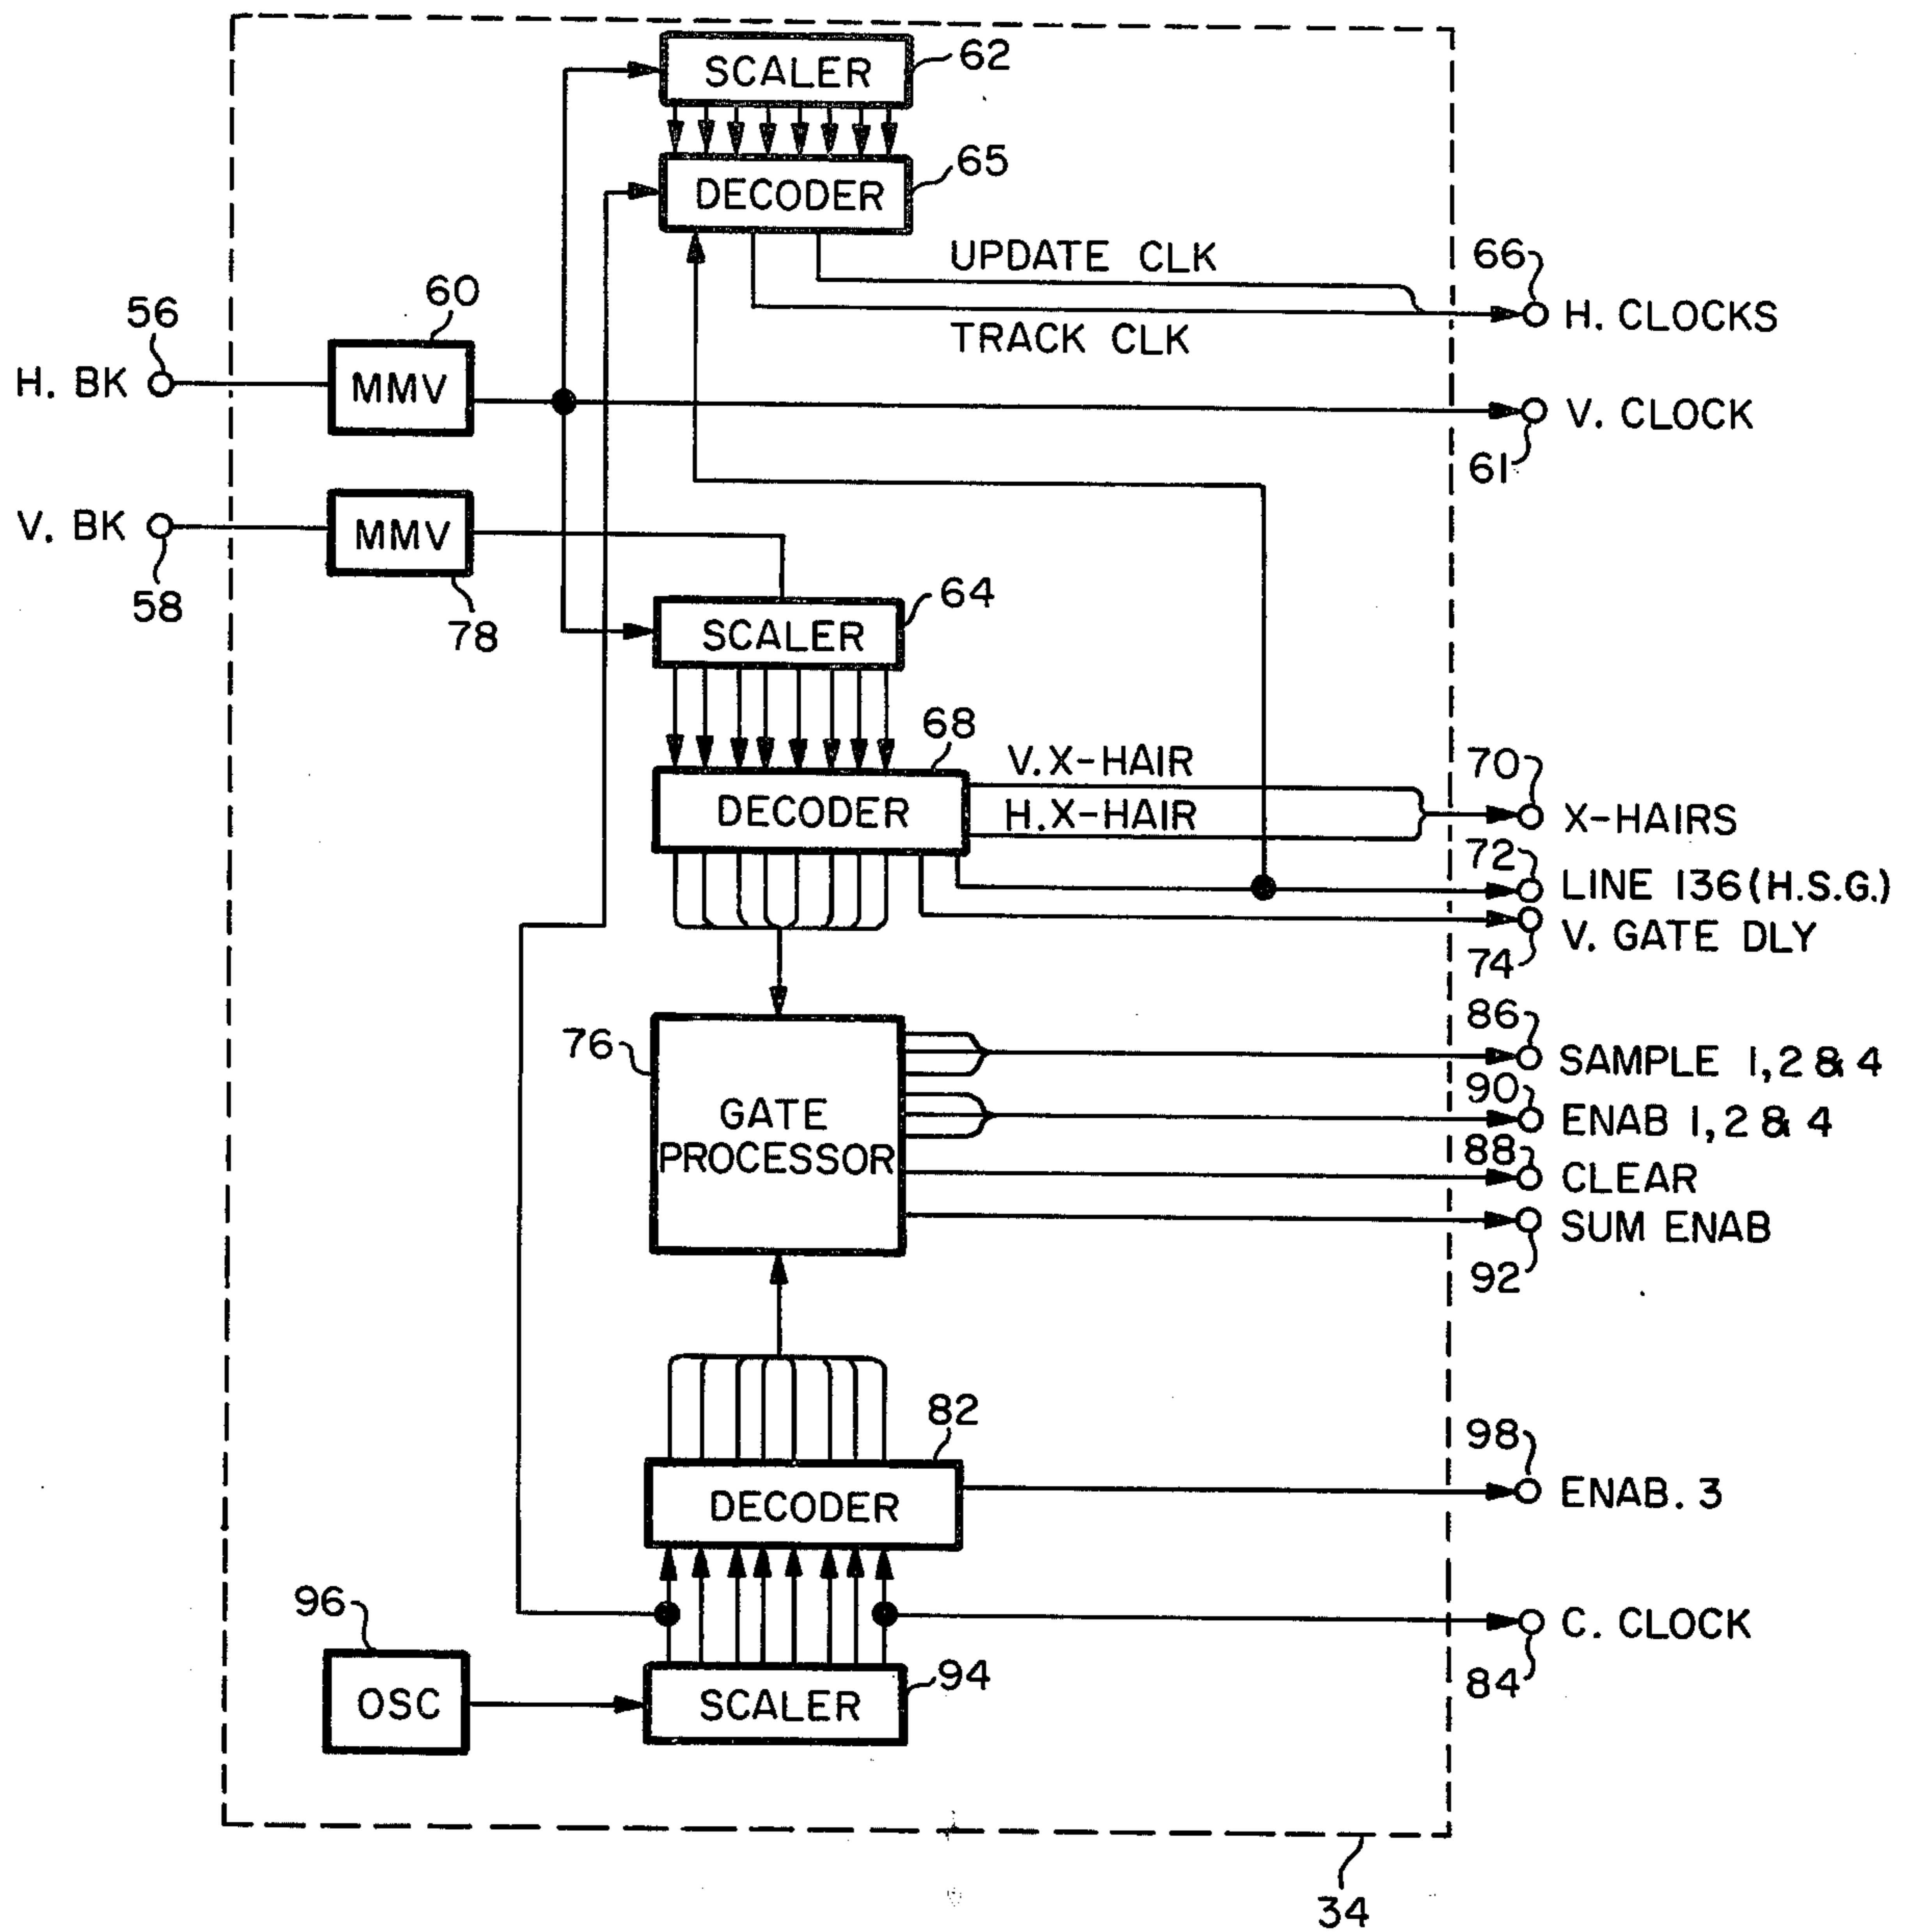 SCALER
62
DECODER
65
UPDATE CLK
TRACK CLK
66
H. CLOCKS
56
H. BK
60
MMV
V. CLOCK
61
V. BK
58
MMV
78
64
SCALER
68
DECODER
V. X-HAIR
H. X-HAIR
70
X-HAIRS
72
LINE 136 (H.S.G.)
V. GATE DLY
74
76
GATE
PROCESSOR
86
SAMPLE 1, 2 & 4
90
ENAB 1, 2 & 4
88
CLEAR
SUM ENAB
92
82
DECODER
98
ENAB. 3
96
OSC
SCALER
94
C. CLOCK
84
34